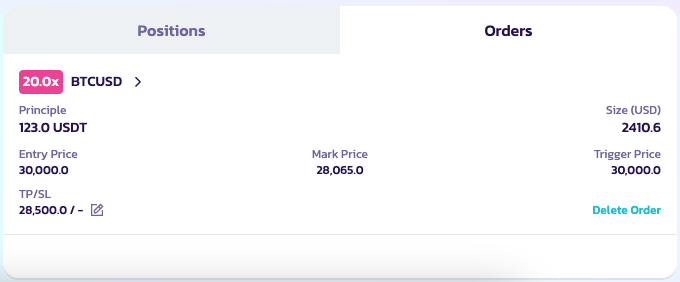 Positions Orders
20.0x BTCUSD
Principle Size (USD)
123.0 USDT 2410.6
Entry Price Mark Price Trigger Price
30,000.0 28,065.0 30,000.0
TP/SL
28,500.0 / - Delete Order